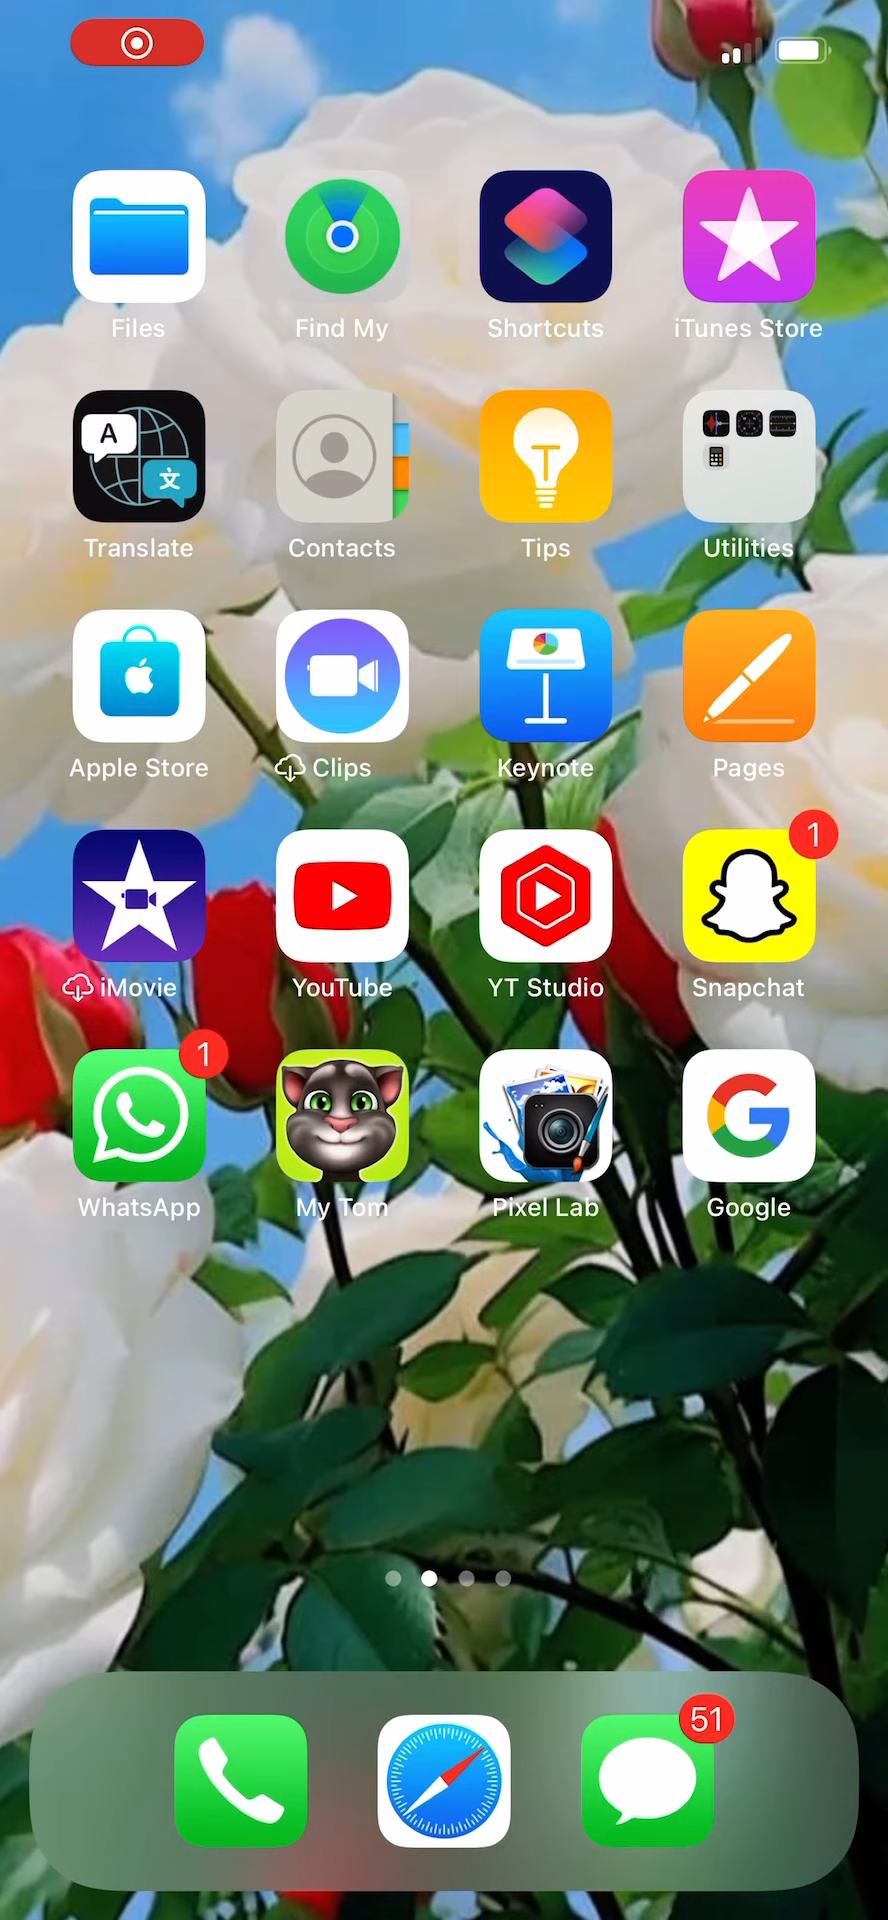 Files
Find My
Shortcuts
iTunes Store
A
文
Translate
Contacts
T
Tips
Utilities
Apple Store
Clips
Keynote
Pages
1
iMovie
YouTube
YT Studio
Snapchat
1
G
WhatsApp
My Tom
Pixel Lab
Google
51